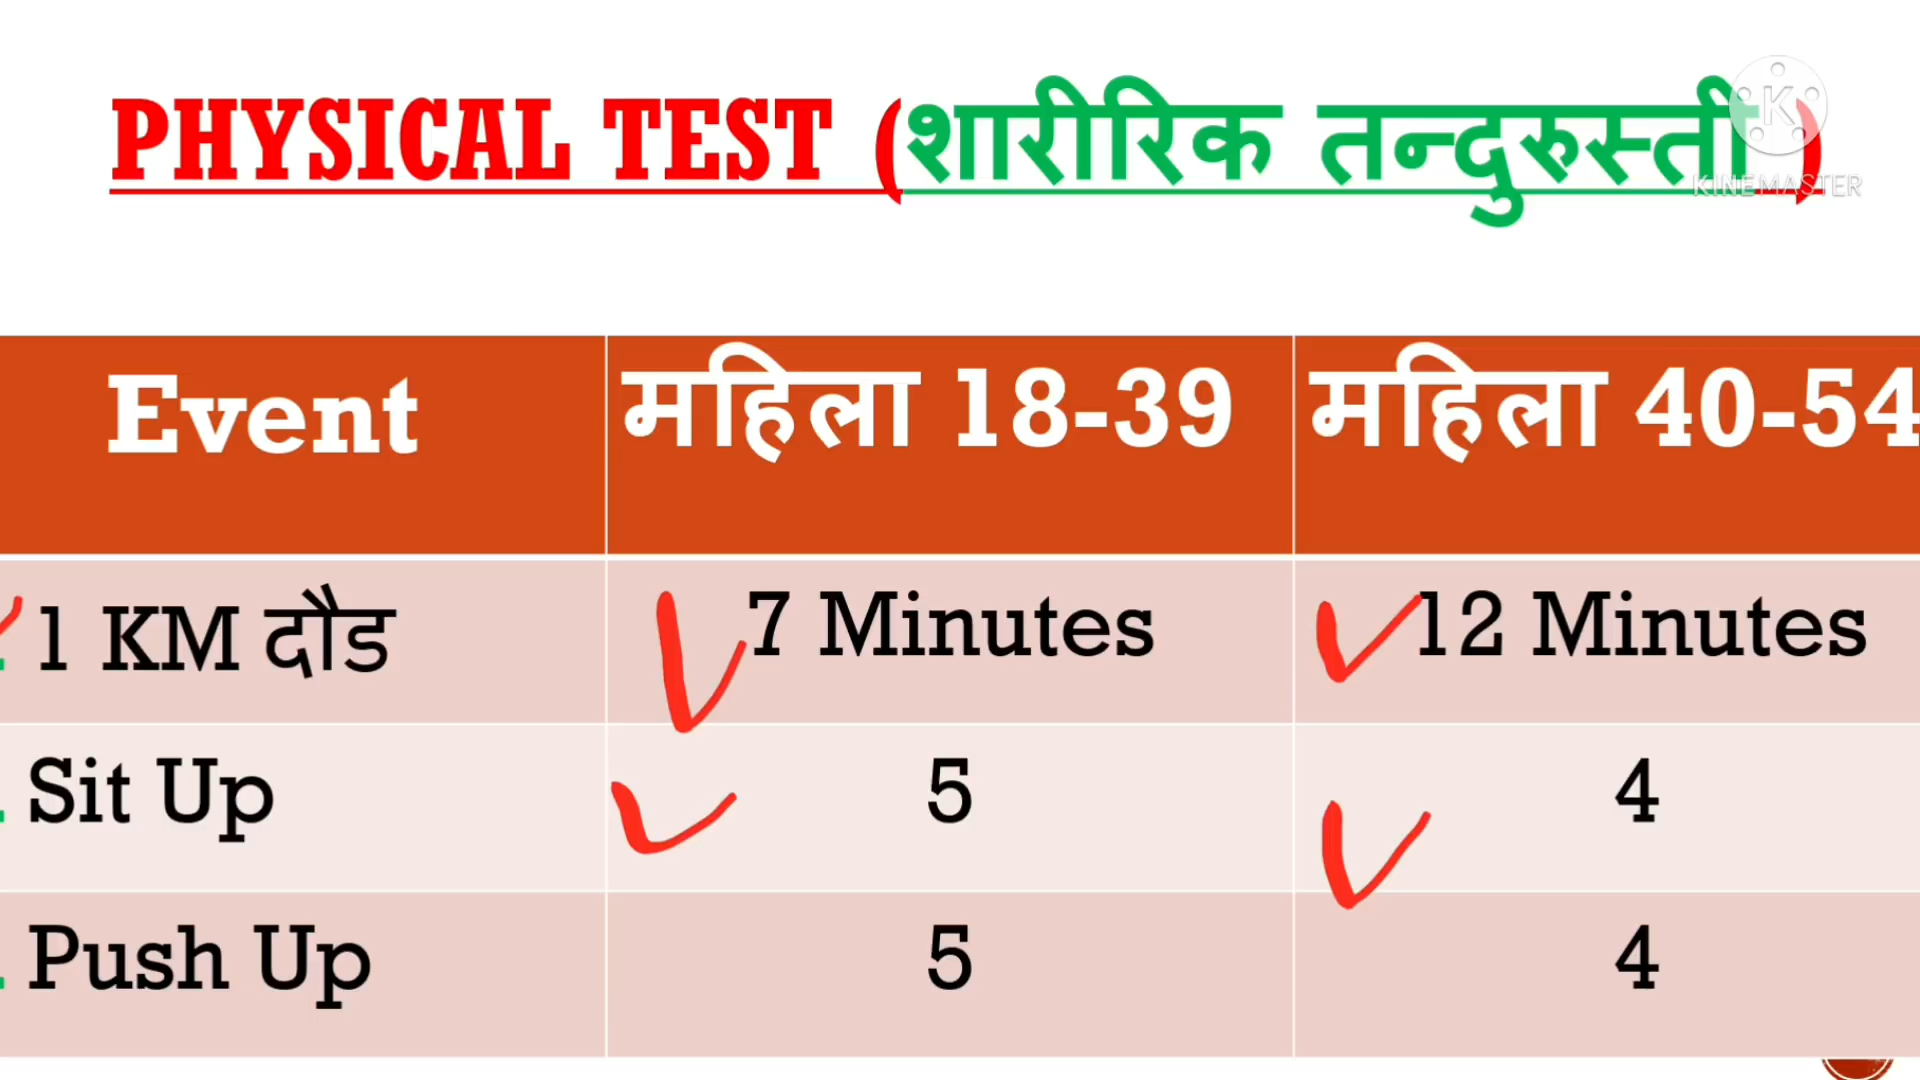 PHYSICAL TEST (शारीरिक तन्दुरुस्ती)
KINEMASTER
Event महिला 18-39 महिला 40-54
1 KM दौड 7 Minutes 12 Minutes
Sit Up 5 4
Push Up 5 4